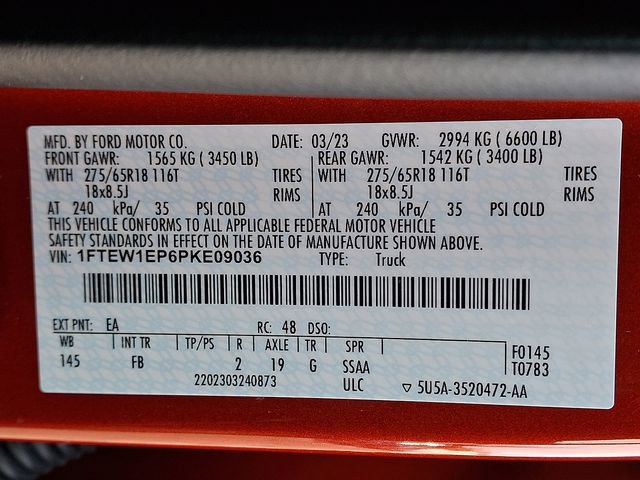 MFD. BY FORD MOTOR CO. DATE: 03/23 GVWR: 2994 KG ( 6600 LB)
FRONT GAWR: 1565 KG ( 3450 LB) REAR GAWR: 1542 KG ( 3400 LB)
WITH 275/65R18 116T TIRES WITH 275/65R18 116T TIRES
18x8.5J RIMS 18x8.5J RIMS
AT 240 kPa/ 35 PSI COLD AT 240 kPa/ 35 PSI COLD
THIS VEHICLE CONFORMS TO ALL APPLICABLE FEDERAL MOTOR VEHICLE
SAFETY STANDARDS IN EFFECT ON THE DATE OF MANUFACTURE SHOWN ABOVE.
VIN: 1FTEW1EP6PKE09036 TYPE: Truck
EXT PNT: EA RC: 48 DSO:
WB INT TR TP/PS R AXLE TR SPR F0145
145 FB 2 19 G SSAA T0783
2202303240873 ULC ▽ 5U5A-3520472-AA